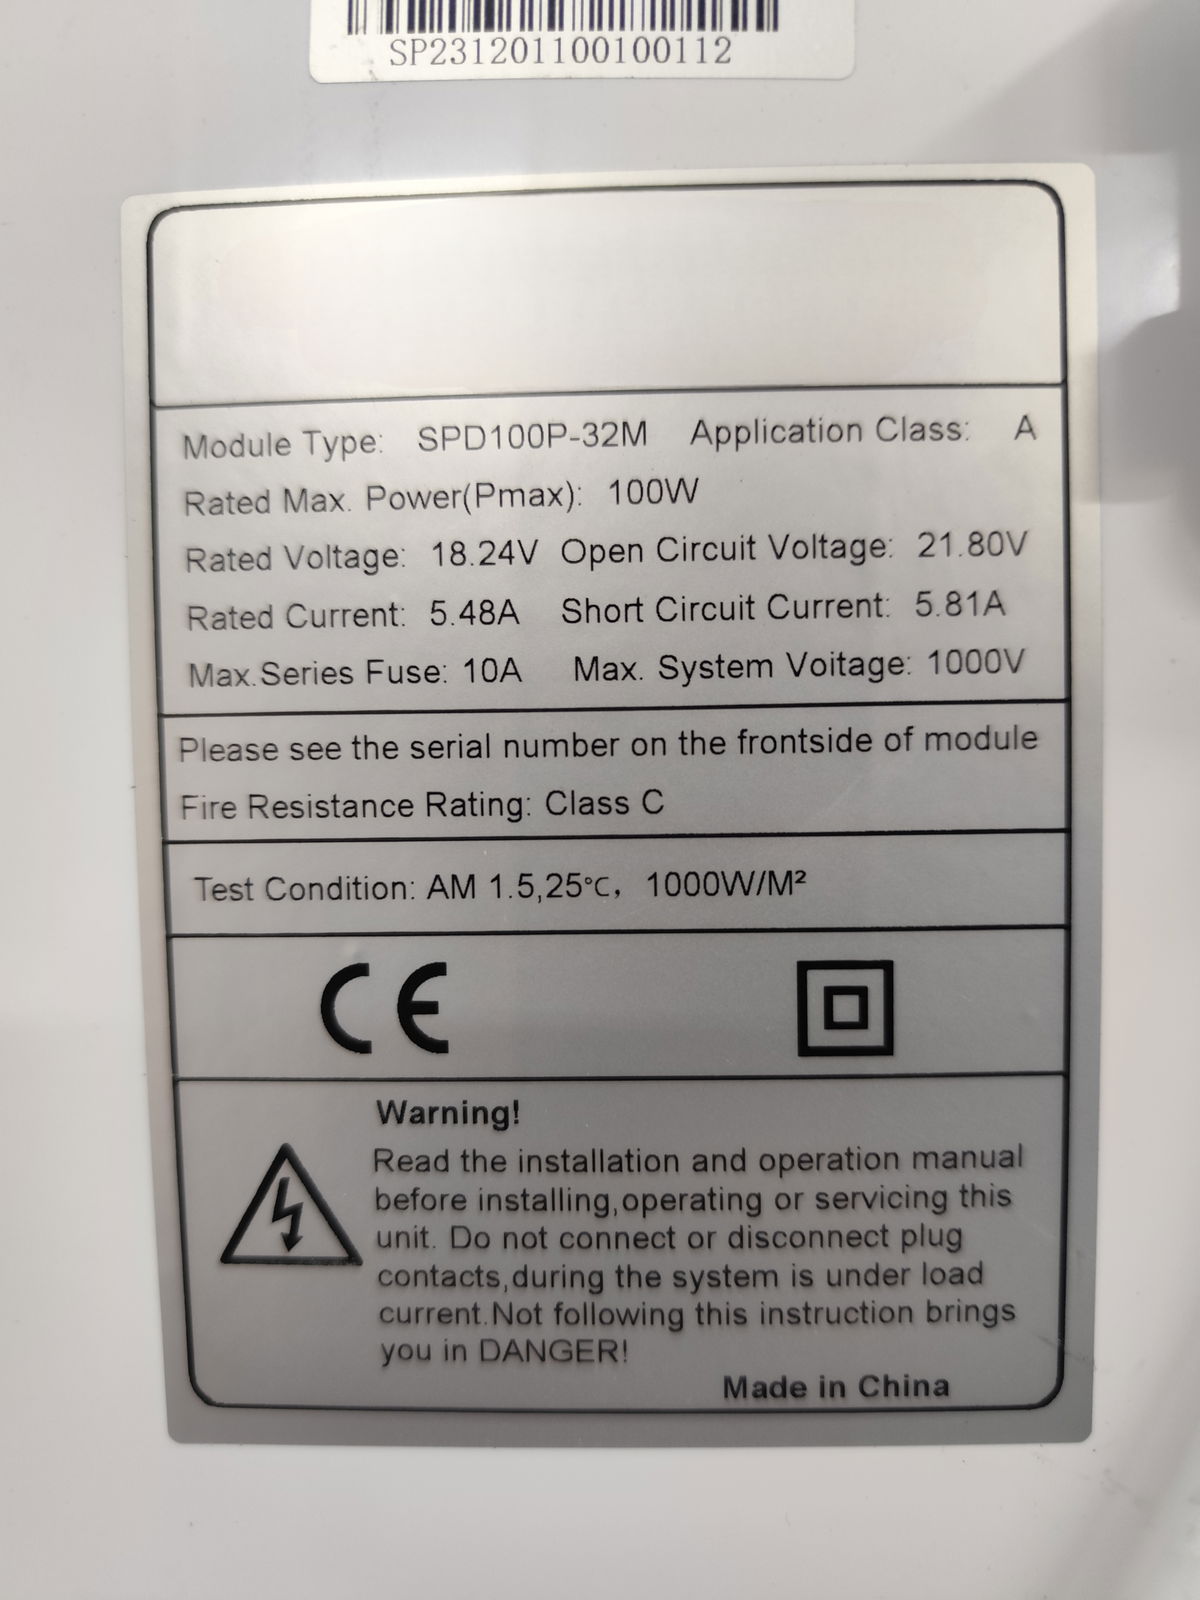 SP231201100100112
Module Type: SPD100P-32M Application Class: A
Rated Max. Power(Pmax): 100W
Rated Voltage: 18.24V Open Circuit Voltage: 21.80V
Rated Current: 5.48A Short Circuit Current: 5.81A
Max.Series Fuse: 10A Max. System Voitage: 1000V
Please see the serial number on the frontside of module
Fire Resistance Rating: Class C
Test Condition: AM 1.5,25℃, 1000W/M²
CE
Warning!
Read the installation and operation manual
before installing,operating or servicing this
unit. Do not connect or disconnect plug
contacts,during the system is under load
current.Not following this instruction brings
you in DANGER!
Made in China